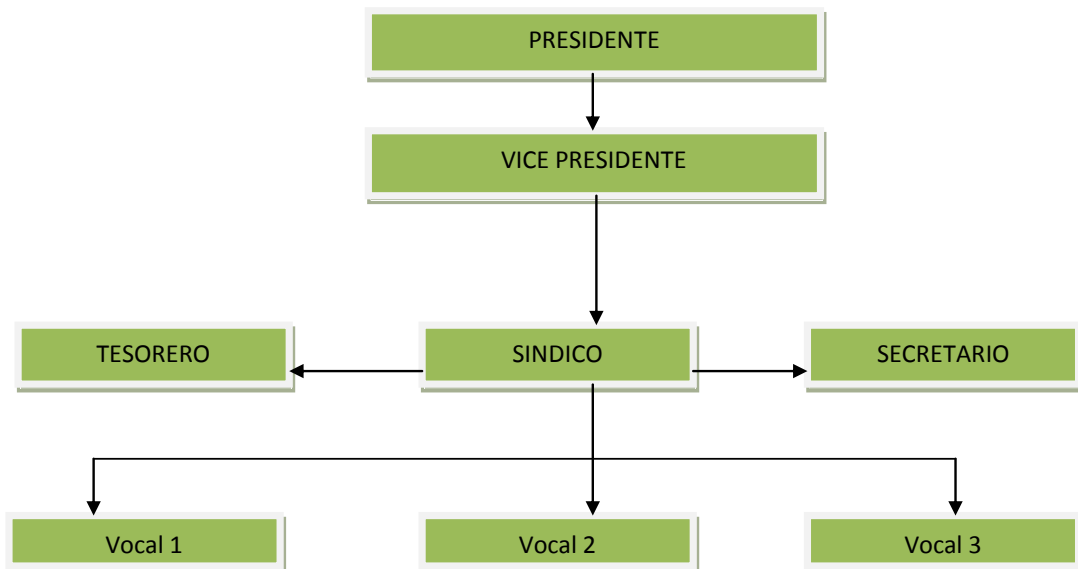 PRESIDENTE
VICE PRESIDENTE
TESORERO
SINDICO
SECRETARIO
Vocal 1
Vocal 2
Vocal 3